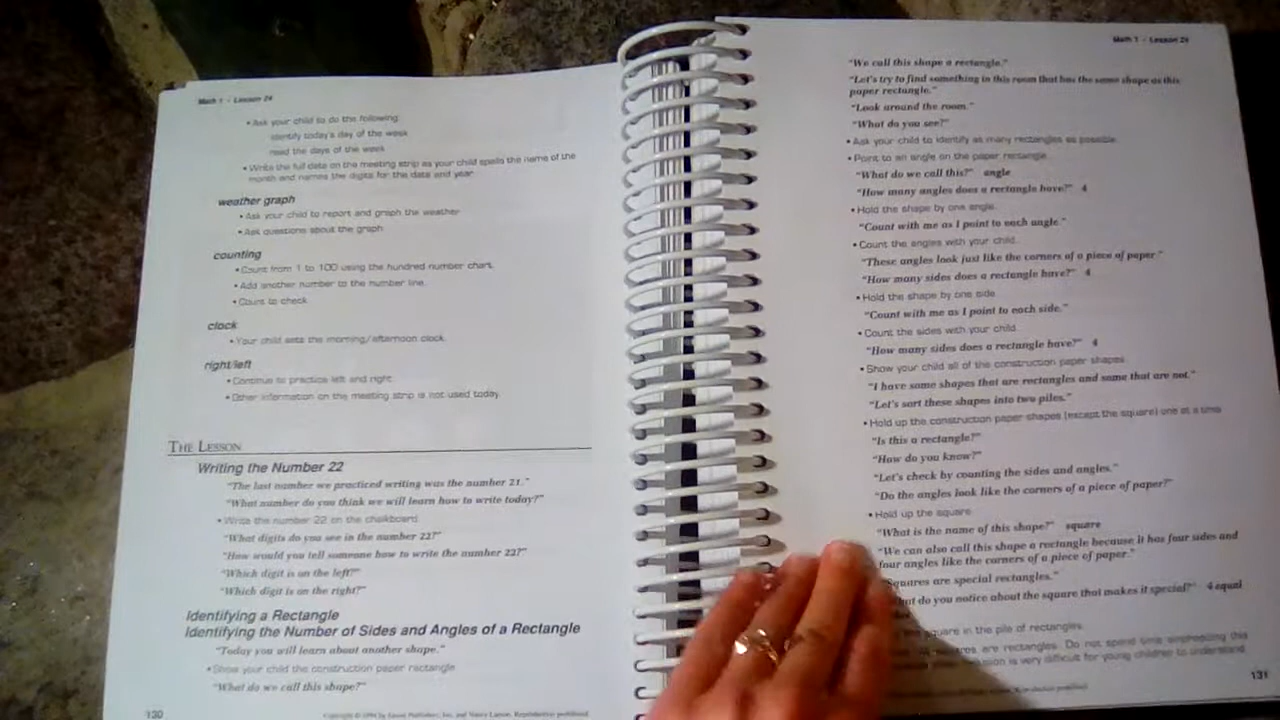 Math 1 - Lesson 29
• Ask your child to do the following:
identify today's day of the week
read the days of the week
• Write the full date on the meeting strip as your child spells the name of the
month and names the digits for the date and year.
weather graph
• Ask your child to report and graph the weather.
• Ask questions about the graph.
counting
• Count from 1 to 100 using the hundred number chart.
• Add another number to the number line.
• Count to check.
clock
• Your child sets the morning/afternoon clock.
right/left
• Continue to practice left and right.
• Other information on the meeting strip is not used today.
THE LESSON
Writing the Number 22
"The last number we practiced writing was the number 21."
"What number do you think we will learn how to write today?"
• Write the number 22 on the chalkboard.
"What digits do you see in the number 22?"
"How would you tell someone how to write the number 22?"
"Which digit is on the left?"
"Which digit is on the right?"
Identifying a Rectangle
Identifying the Number of Sides and Angles of a Rectangle
"Today you will learn about another shape."
• Show your child the construction paper rectangle.
"What do we call this shape?"
130
Math 1 - Lesson 29
"We call this shape a rectangle."
"Let's try to find something in this room that has the same shape as this
paper rectangle."
"Look around the room."
"What do you see?"
• Ask your child to identify as many rectangles as possible.
• Point to an angle on the paper rectangle.
"What do we call this?" angle
"How many angles does a rectangle have?" 4
• Hold the shape by one angle.
"Count with me as I point to each angle."
• Count the angles with your child.
"These angles look just like the corners of a piece of paper."
"How many sides does a rectangle have?" 4
• Hold the shape by one side.
"Count with me as I point to each side."
• Count the sides with your child.
"How many sides does a rectangle have?" 4
• Show your child all of the construction paper shapes.
"I have some shapes that are rectangles and some that are not."
"Let's sort these shapes into two piles."
• Hold up the construction paper shapes (except the square) one at a time.
"Is this a rectangle?"
"How do you know?"
"Let's check by counting the sides and angles."
"Do the angles look like the corners of a piece of paper?"
• Hold up the square.
"What is the name of this shape?" square
"We can also call this shape a rectangle because it has four sides and
four angles like the corners of a piece of paper."
"Squares are special rectangles."
do you notice about the square that makes it special?" 4 equal
square in the pile of rectangles.
are rectangles. Do not spend time emphasizing this
is very difficult for young children to understand
131